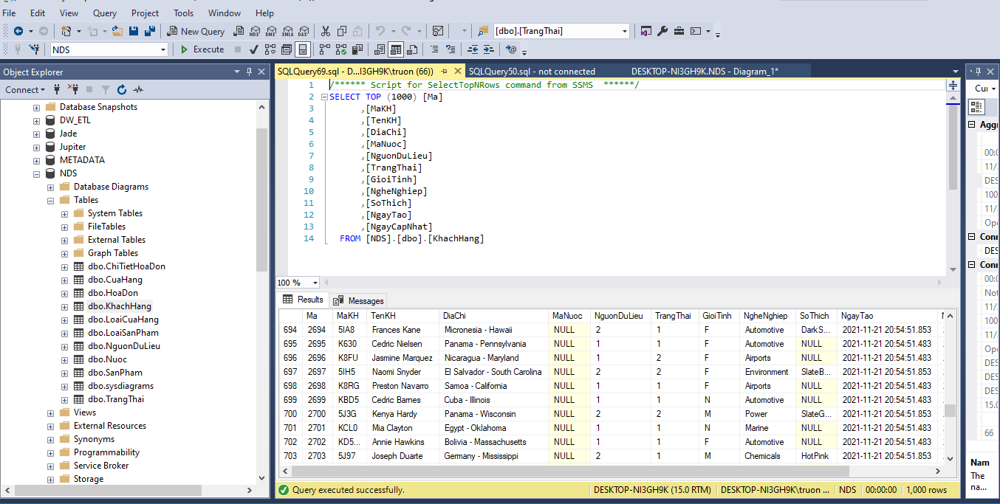 File Edit View Query Project Tools Window Help
New Query MDX DMX XMLA DAX [dbo].[TrangThai]
NDS Execute
Object Explorer
Connect
Database Snapshots
DW_ETL
Jade
Jupiter
METADATA
NDS
Database Diagrams
Tables
System Tables
FileTables
External Tables
Graph Tables
dbo.ChiTietHoaDon
dbo.CuaHang
dbo.HoaDon
dbo.KhachHang
dbo.LoaiCuaHang
dbo.LoaiSanPham
dbo.NguonDuLieu
dbo.Nuoc
dbo.SanPham
dbo.sysdiagrams
dbo.TrangThai
Views
External Resources
Synonyms
Programmability
Service Broker
Storage
SQLQuery69.sql - D...I3GH9K\truon (66)) SQLQuery50.sql - not connected DESKTOP-NI3GH9K.NDS - Diagram_1*
1 /****** Script for SelectTopNRows command from SSMS ******/
2 SELECT TOP (1000) [Ma]
3 ,[MaKH]
4 ,[TenKH]
5 ,[DiaChi]
6 ,[MaNuoc]
7 ,[NguonDuLieu]
8 ,[TrangThai]
9 ,[GioiTinh]
10 ,[NgheNghiep]
11 ,[SoThich]
12 ,[NgayTao]
13 ,[NgayCapNhat]
14 FROM [NDS].[dbo].[KhachHang]
100 %
Results Messages
Ma MaKH TenKH DiaChi MaNuoc NguonDuLieu TrangThai GioiTinh NgheNghiep SoThich NgayTao
694 2694 5IA8 Frances Kane Micronesia - Hawaii NULL 2 1 F Automotive DarkS... 2021-11-21 20:54:51.853
695 2695 K630 Cedric Nielsen Panama - Pennsylvania NULL 1 1 F Automotive NULL 2021-11-21 20:54:51.483
696 2696 K8FU Jasmine Marquez Nicaragua - Maryland NULL 1 2 F Airports NULL 2021-11-21 20:54:51.483
697 2697 5IH5 Naomi Snyder El Salvador - South Carolina NULL 2 2 F Environment SlateB... 2021-11-21 20:54:51.853
698 2698 K8RG Preston Navarro Samoa - California NULL 1 1 F Airports NULL 2021-11-21 20:54:51.483
699 2699 KBD5 Cedric Barnes Cuba - Illinois NULL 1 1 N Automotive NULL 2021-11-21 20:54:51.483
700 2700 5J3G Kenya Hardy Panama - Wisconsin NULL 2 2 M Power SlateG... 2021-11-21 20:54:51.853
701 2701 KCL0 Mia Clayton Egypt - Oklahoma NULL 1 1 N Marine NULL 2021-11-21 20:54:51.483
702 2702 KD5... Annie Hawkins Bolivia - Massachusetts NULL 1 1 F Automotive NULL 2021-11-21 20:54:51.483
703 2703 5J97 Joseph Duarte Germany - Mississippi NULL 2 1 M Chemicals HotPink 2021-11-21 20:54:51.853
Query executed successfully. DESKTOP-NI3GH9K (15.0 RTM) DESKTOP-NI3GH9K\truon ... NDS 00:00:00 1,000 rows
Cur
Aggr
00:0
11/
DES
100
11/
Ope
Conn
DES
Conn
00:0
Not
11/
100
11/
Ope
DES
DES
DES
15.0
66
Nam
The
na...